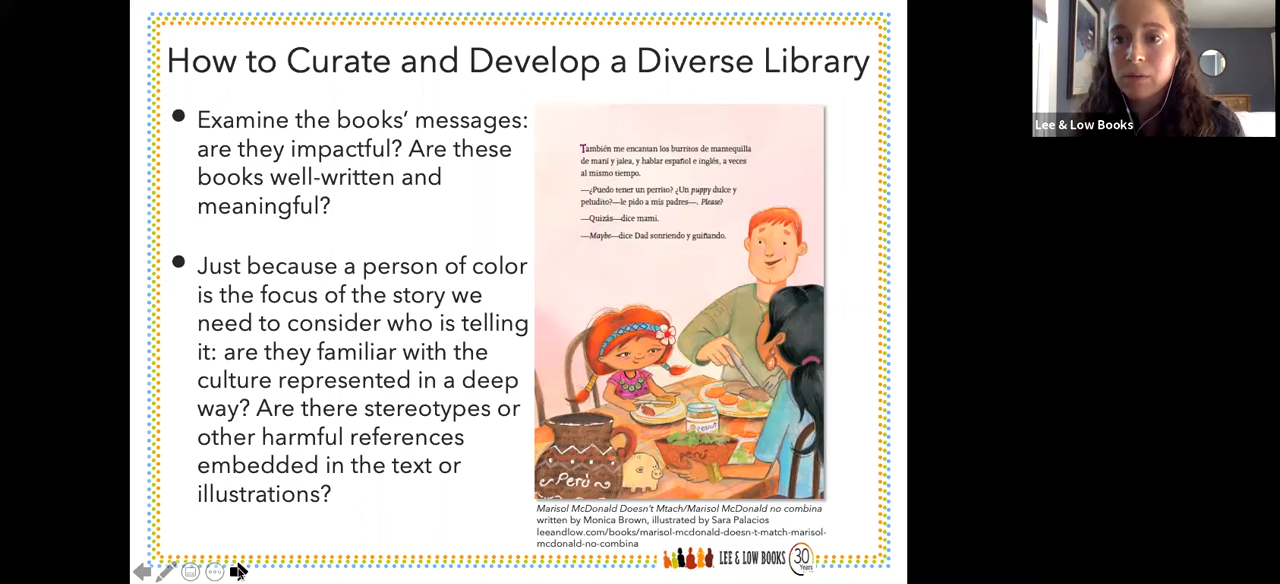 How to Curate and Develop a Diverse Library
• Examine the books’ messages:
are they impactful? Are these
books well-written and
meaningful?
• Just because a person of color
is the focus of the story we
need to consider who is telling
it: are they familiar with the
culture represented in a deep
way? Are there stereotypes or
other harmful references
embedded in the text or
illustrations?
También me encantan los burritos de mantequilla
de maní y jalea, y hablar español e inglés, a veces
al mismo tiempo.
—¿Puedo tener un perrito? ¿Un puppy dulce y
peludito?—le pido a mis padres—. Please?
—Quizás—dice mami.
—Maybe—dice Dad sonriendo y guiñando.
Peanut
Perú
Perú
Marisol McDonald Doesn't Mtach/Marisol McDonald no combina
written by Monica Brown, illustrated by Sara Palacios
leeandlow.com/books/marisol-mcdonald-doesn-t-match-marisol-
mcdonald-no-combina
LEE & LOW BOOKS
30
Years
Lee & Low Books